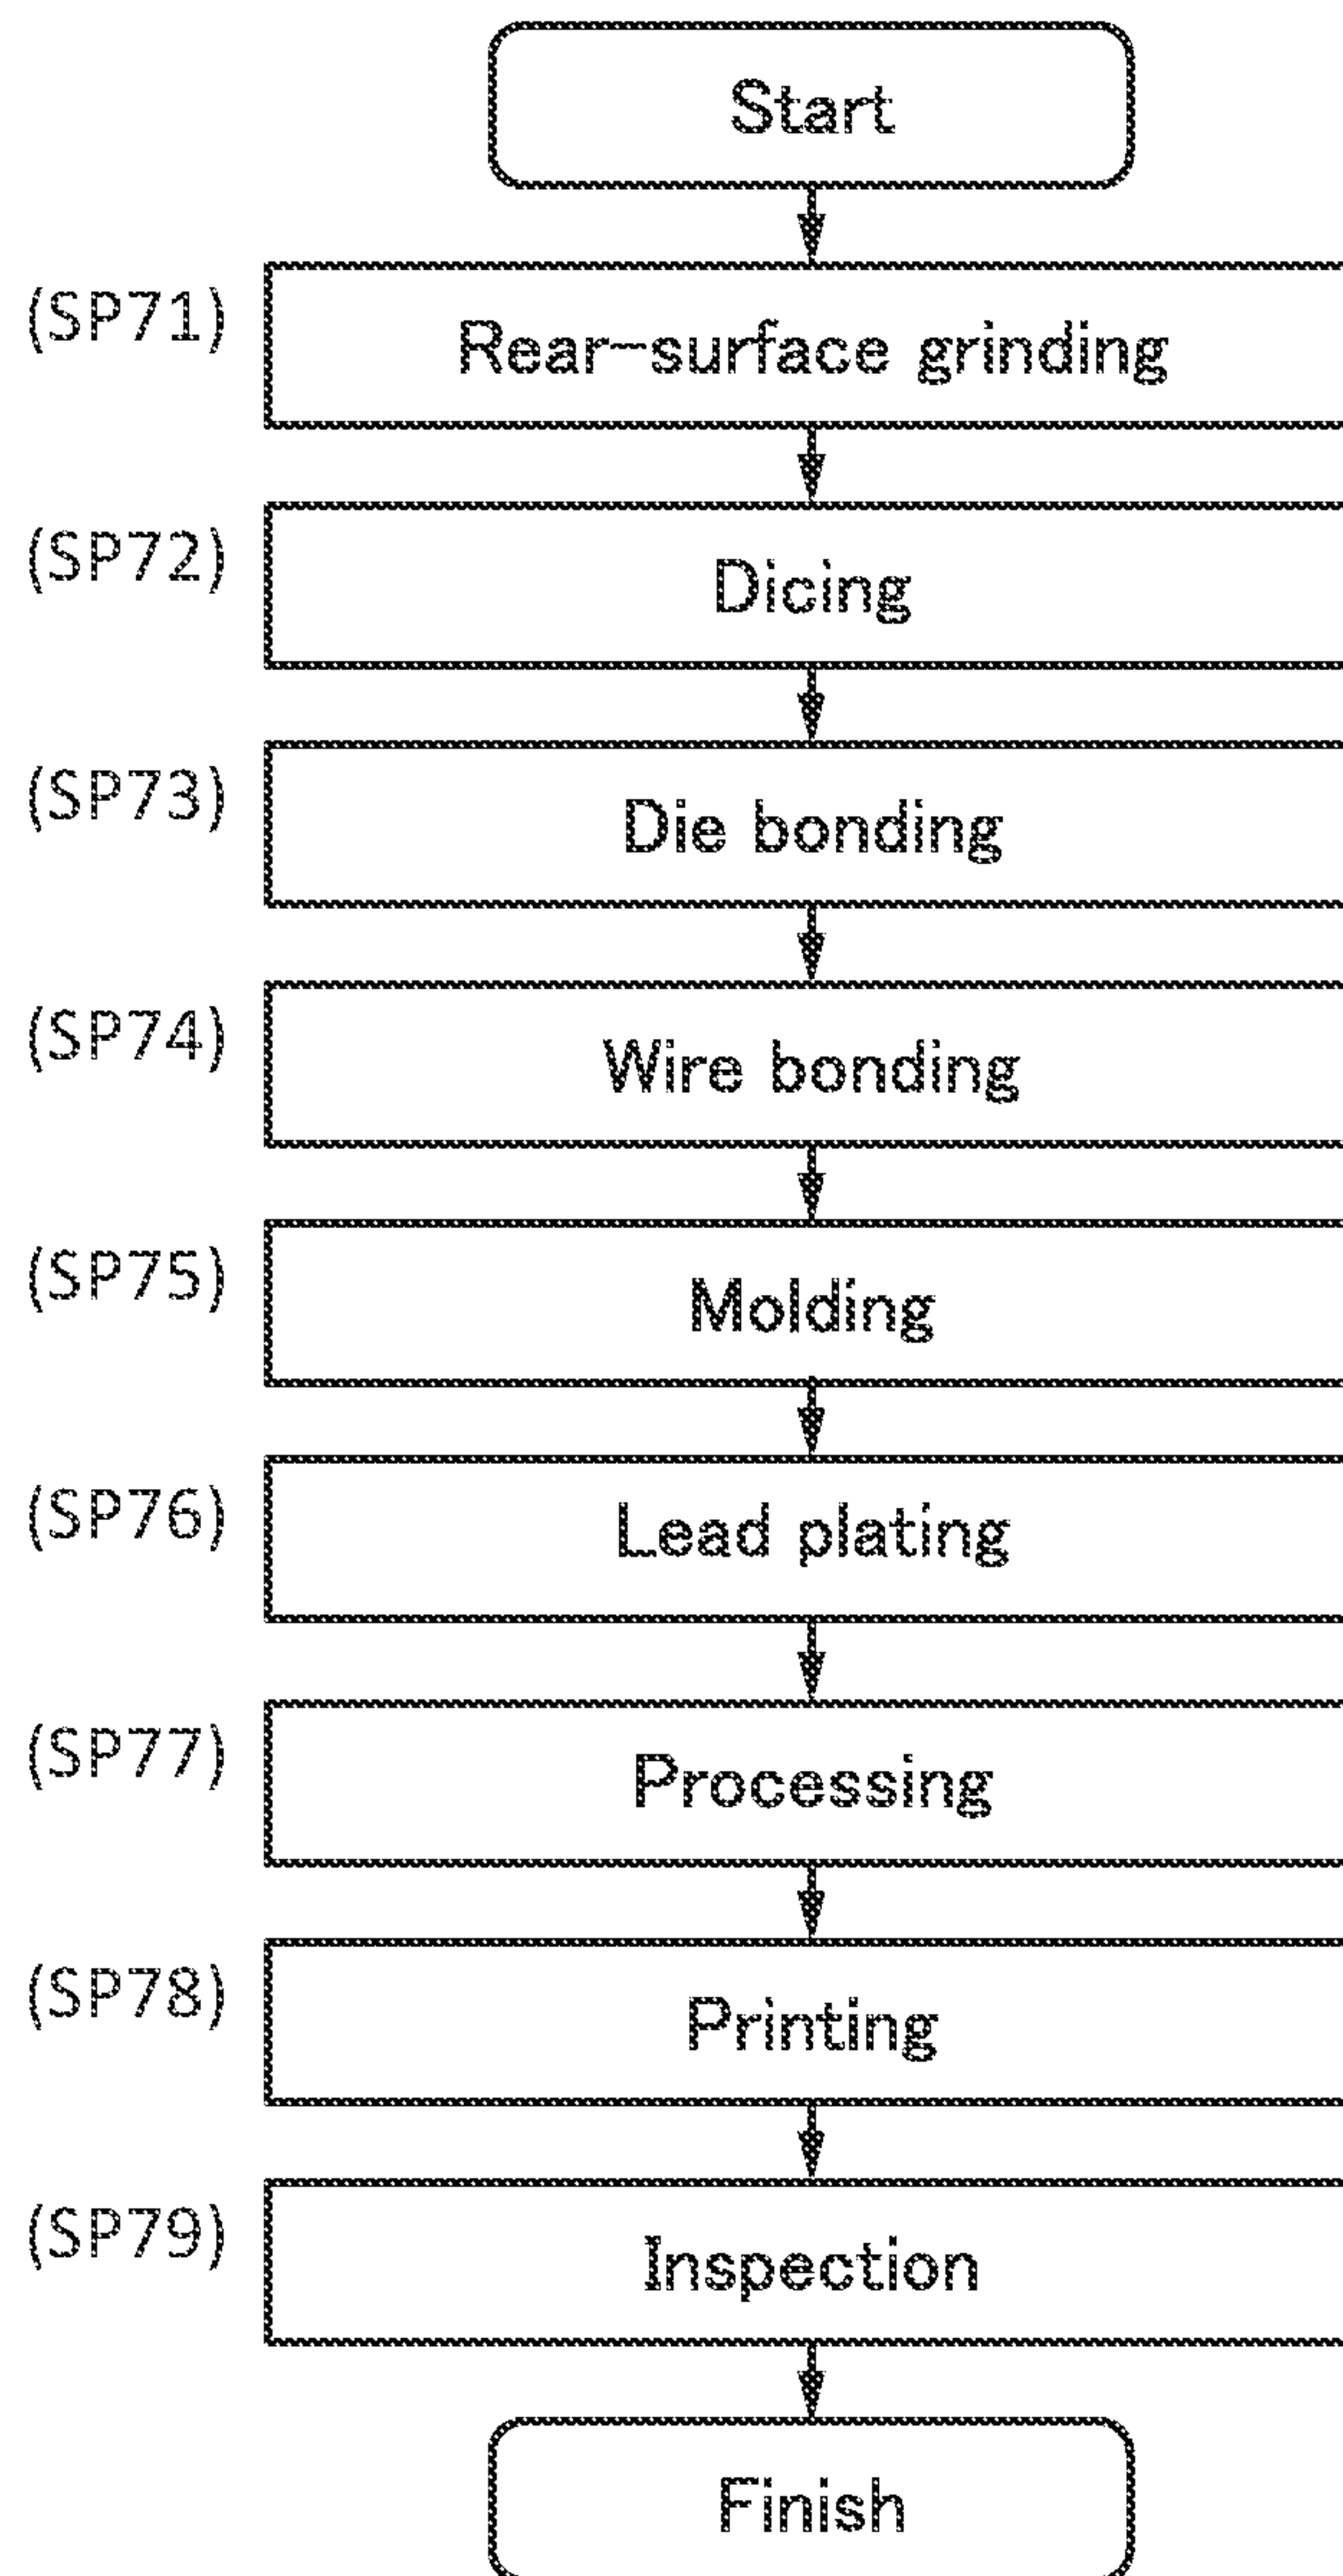 Start
(SP71) Rear-surface grinding
(SP72) Dicing
(SP73) Die bonding
(SP74) Wire bonding
(SP75) Molding
(SP76) Lead plating
(SP77) Processing
(SP78) Printing
(SP79) Inspection
Finish